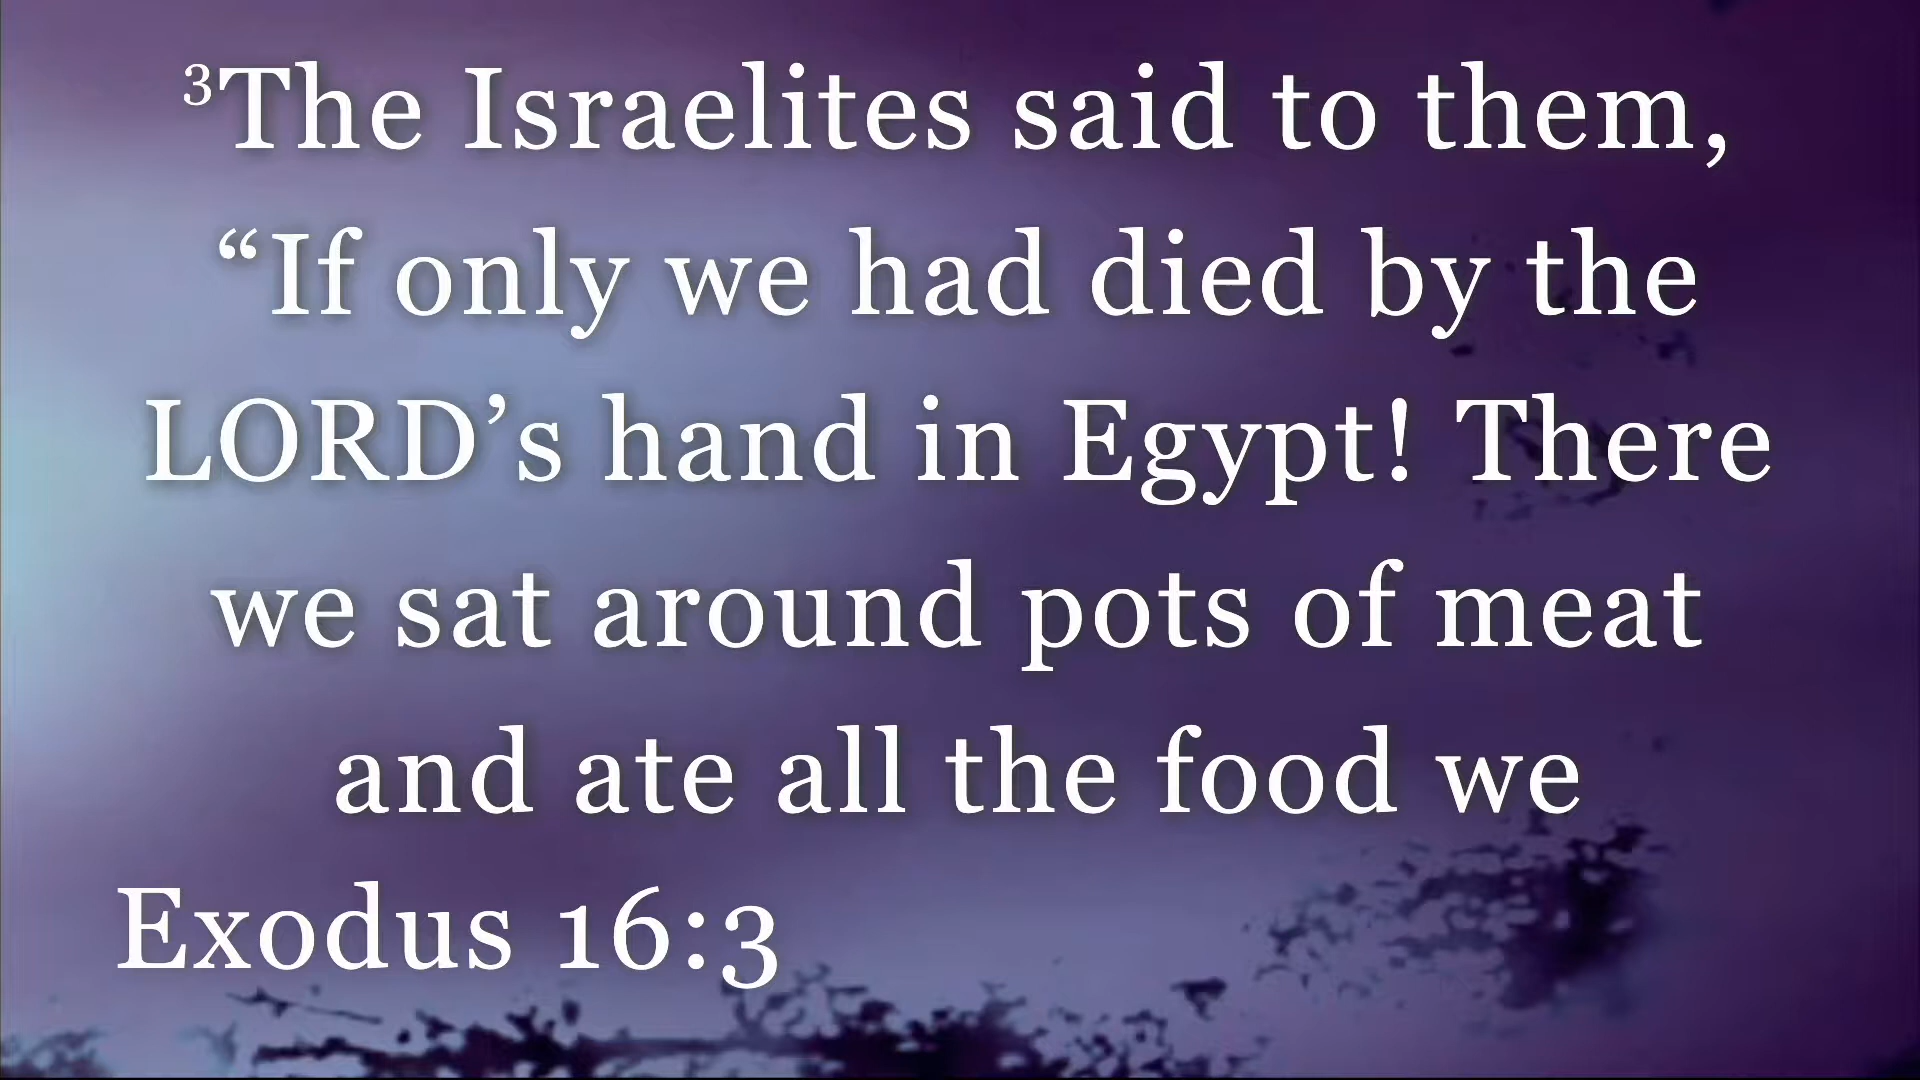 ³The Israelites said to them,
“If only we had died by the
LORD’s hand in Egypt! There
we sat around pots of meat
and ate all the food we
Exodus 16:3